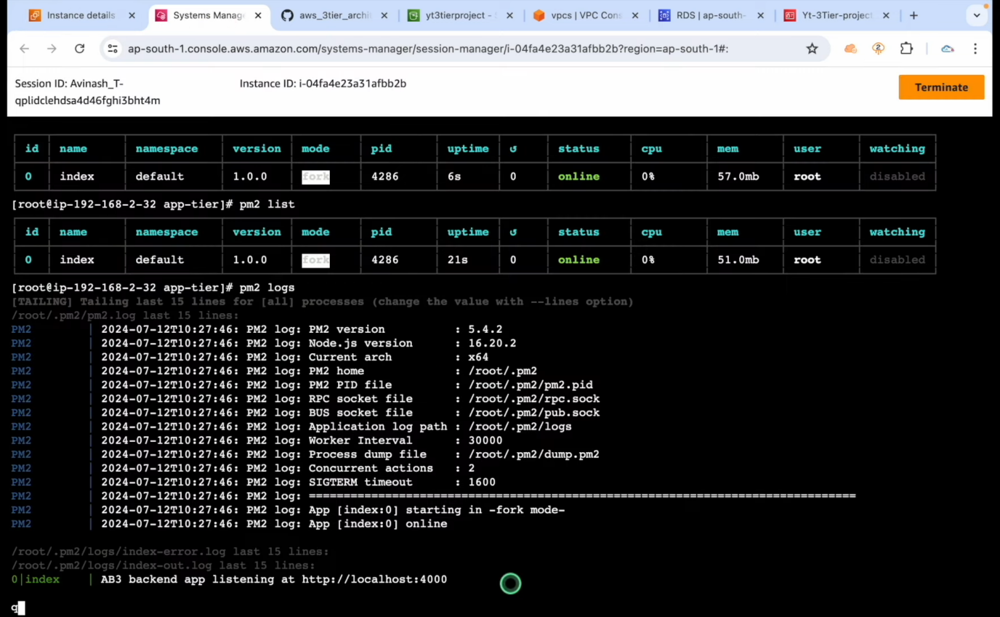 Instance details
Systems Manag
aws_3tier_archi
yt3tierproject -
vpcs | VPC Cons
RDS | ap-south-
Yt-3Tier-project
ap-south-1.console.aws.amazon.com/systems-manager/session-manager/i-04fa4e23a31afbb2b?region=ap-south-1#:
2
Session ID: Avinash_T-
qplidclehdsa4d46fghi3bht4m
Instance ID: i-04fa4e23a31afbb2b
Terminate
id name namespace version mode pid uptime ↺ status cpu mem user watching
0 index default 1.0.0 fork 4286 6s 0 online 0% 57.0mb root disabled
[root@ip-192-168-2-32 app-tier]# pm2 list
id name namespace version mode pid uptime ↺ status cpu mem user watching
0 index default 1.0.0 fork 4286 21s 0 online 0% 51.0mb root disabled
[root@ip-192-168-2-32 app-tier]# pm2 logs
[TAILING] Tailing last 15 lines for [all] processes (change the value with --lines option)
/root/.pm2/pm2.log last 15 lines:
PM2 | 2024-07-12T10:27:46: PM2 log: PM2 version : 5.4.2
PM2 | 2024-07-12T10:27:46: PM2 log: Node.js version : 16.20.2
PM2 | 2024-07-12T10:27:46: PM2 log: Current arch : x64
PM2 | 2024-07-12T10:27:46: PM2 log: PM2 home : /root/.pm2
PM2 | 2024-07-12T10:27:46: PM2 log: PM2 PID file : /root/.pm2/pm2.pid
PM2 | 2024-07-12T10:27:46: PM2 log: RPC socket file : /root/.pm2/rpc.sock
PM2 | 2024-07-12T10:27:46: PM2 log: BUS socket file : /root/.pm2/pub.sock
PM2 | 2024-07-12T10:27:46: PM2 log: Application log path : /root/.pm2/logs
PM2 | 2024-07-12T10:27:46: PM2 log: Worker Interval : 30000
PM2 | 2024-07-12T10:27:46: PM2 log: Process dump file : /root/.pm2/dump.pm2
PM2 | 2024-07-12T10:27:46: PM2 log: Concurrent actions : 2
PM2 | 2024-07-12T10:27:46: PM2 log: SIGTERM timeout : 1600
PM2 | 2024-07-12T10:27:46: PM2 log: ===============================================================================
PM2 | 2024-07-12T10:27:46: PM2 log: App [index:0] starting in -fork mode-
PM2 | 2024-07-12T10:27:46: PM2 log: App [index:0] online
/root/.pm2/logs/index-error.log last 15 lines:
/root/.pm2/logs/index-out.log last 15 lines:
0|index | AB3 backend app listening at http://localhost:4000
q